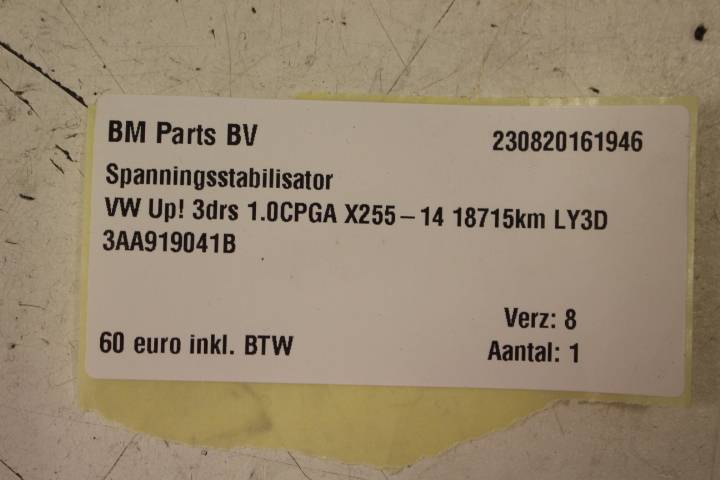 BM Parts BV 230820161946
Spanningsstabilisator
VW Up! 3drs 1.0CPGA X255-14 18715km LY3D
3AA919041B
Verz: 8
60 euro inkl. BTW Aantal: 1